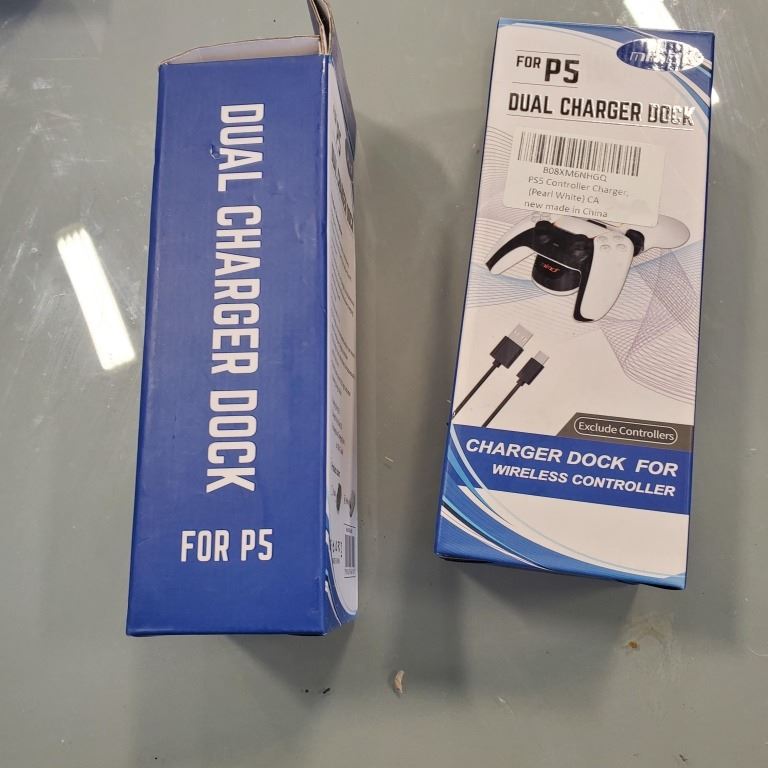 DUAL CHARGER DOCK
FOR P5
FOR P5
DUAL CHARGER DOCK
B08XM6NHGQ
PS5 Controller Charger,
(Pearl White) CA
new made in China
Exclude Controllers
CHARGER DOCK FOR
WIRELESS CONTROLLER